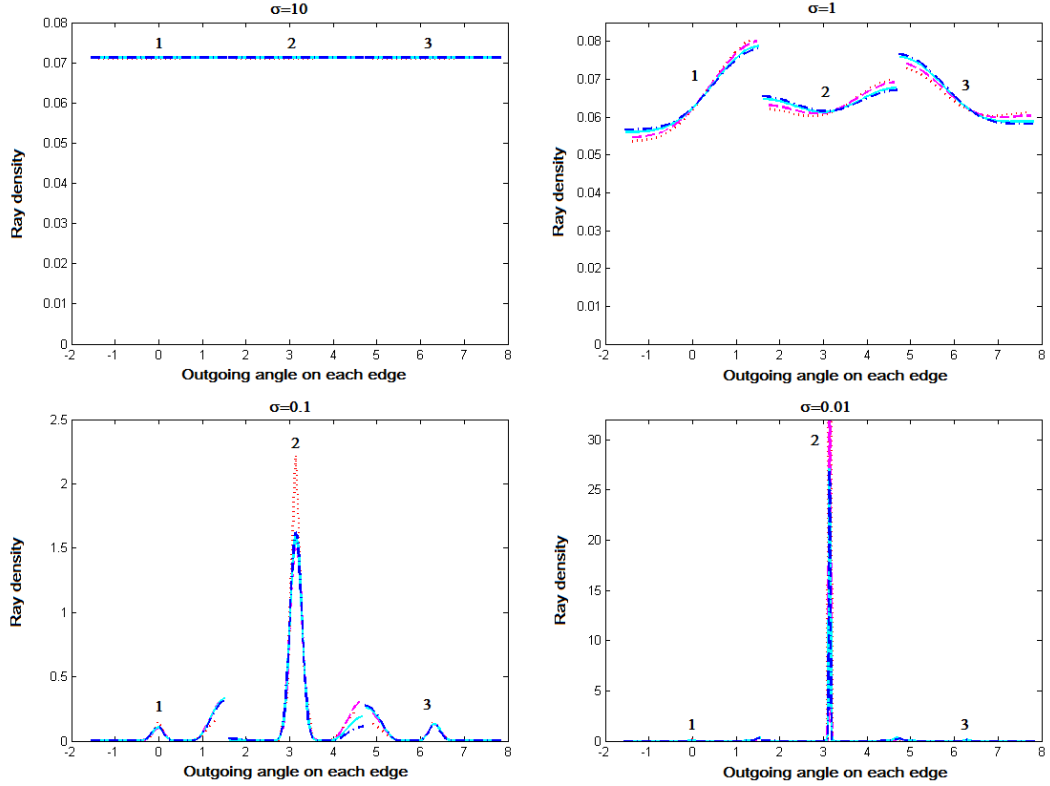 σ=10
0.08
0.07
0.06
0.05
0.04
0.03
0.02
0.01
0
1 2 3
-2 -1 0 1 2 3 4 5 6 7 8
Ray density
Outgoing angle on each edge
σ=1
0.08
0.07
0.06
0.05
0.04
0.03
0.02
0.01
0
1 2 3
-2 -1 0 1 2 3 4 5 6 7 8
Ray density
Outgoing angle on each edge
σ=0.1
2.5
2
1.5
1
0.5
0
2
1 3
-2 -1 0 1 2 3 4 5 6 7 8
Ray density
Outgoing angle on each edge
σ=0.01
30
25
20
15
10
5
0
2
1 3
-2 -1 0 1 2 3 4 5 6 7 8
Ray density
Outgoing angle on each edge